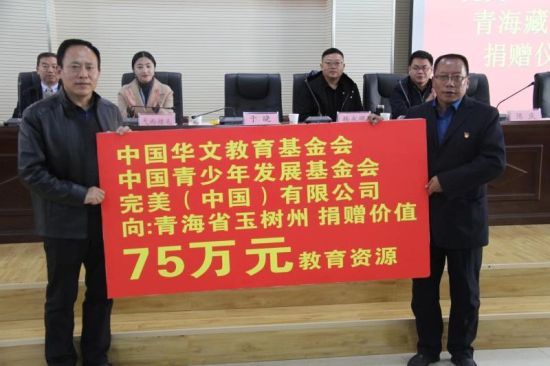 青海藏
捐赠仪
于晓
中国华文教育基金会
中国青少年发展基金会
完美（中国）有限公司
向:青海省玉树州 捐赠价值
75万元教育资源